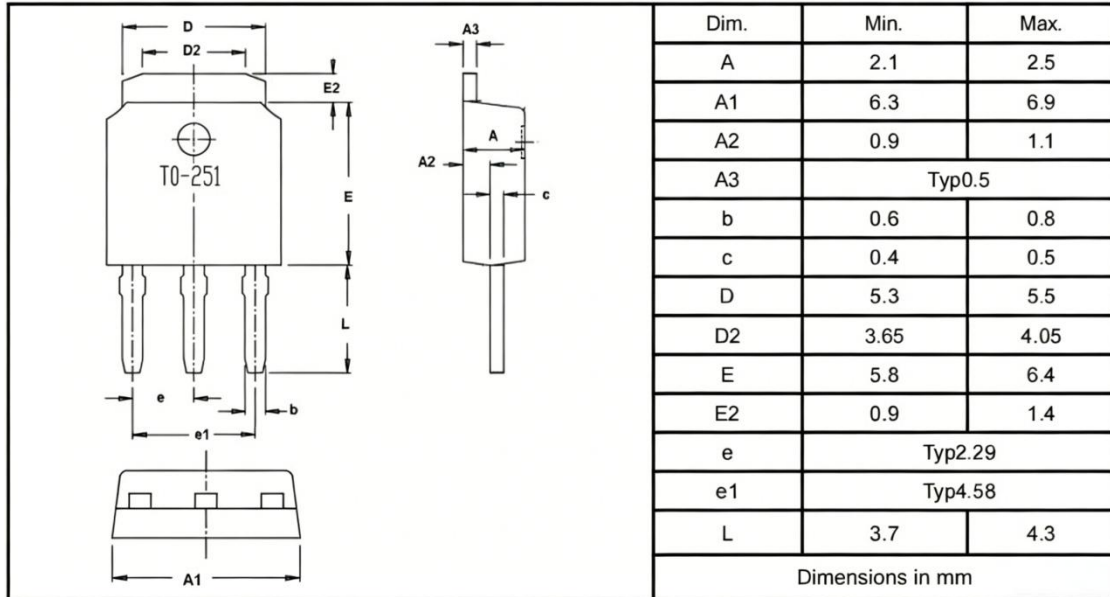 D
D2
A3
E2
A
A2
TO-251
c
E
L
e
b
e1
A1
Dim. Min. Max.
A 2.1 2.5
A1 6.3 6.9
A2 0.9 1.1
A3 Typ0.5
b 0.6 0.8
c 0.4 0.5
D 5.3 5.5
D2 3.65 4.05
E 5.8 6.4
E2 0.9 1.4
e Typ2.29
e1 Typ4.58
L 3.7 4.3
Dimensions in mm